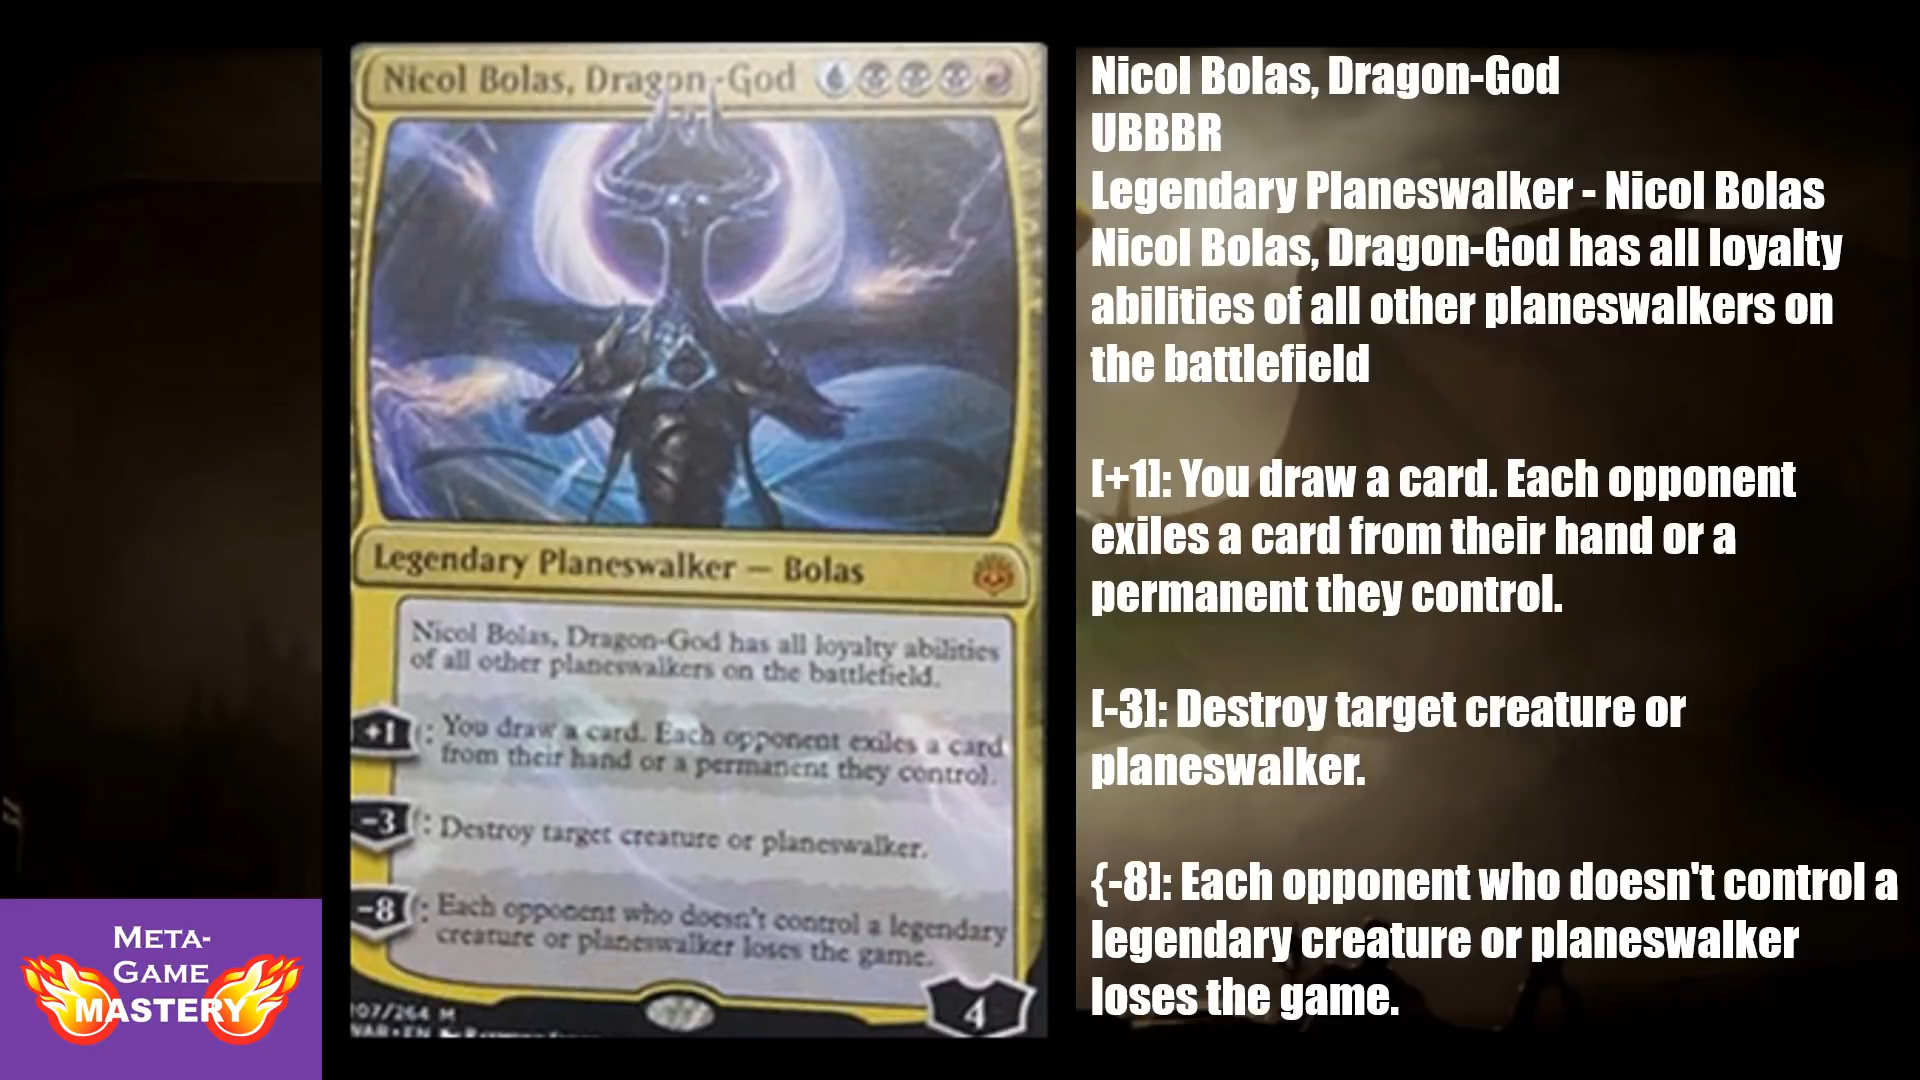 Nicol Bolas, Dragon-God
Legendary Planeswalker — Bolas
Nicol Bolas, Dragon-God has all loyalty abilities
of all other planeswalkers on the battlefield.
+1 : You draw a card. Each opponent exiles a card
from their hand or a permanent they control.
-3 : Destroy target creature or planeswalker.
-8 : Each opponent who doesn't control a legendary
creature or planeswalker loses the game.
4
207/264 M
WAR • EN
Nicol Bolas, Dragon-God
UBBBR
Legendary Planeswalker - Nicol Bolas
Nicol Bolas, Dragon-God has all loyalty
abilities of all other planeswalkers on
the battlefield
[+1]: You draw a card. Each opponent
exiles a card from their hand or a
permanent they control.
[-3]: Destroy target creature or
planeswalker.
{-8]: Each opponent who doesn't control a
legendary creature or planeswalker
loses the game.
META-
GAME
MASTERY